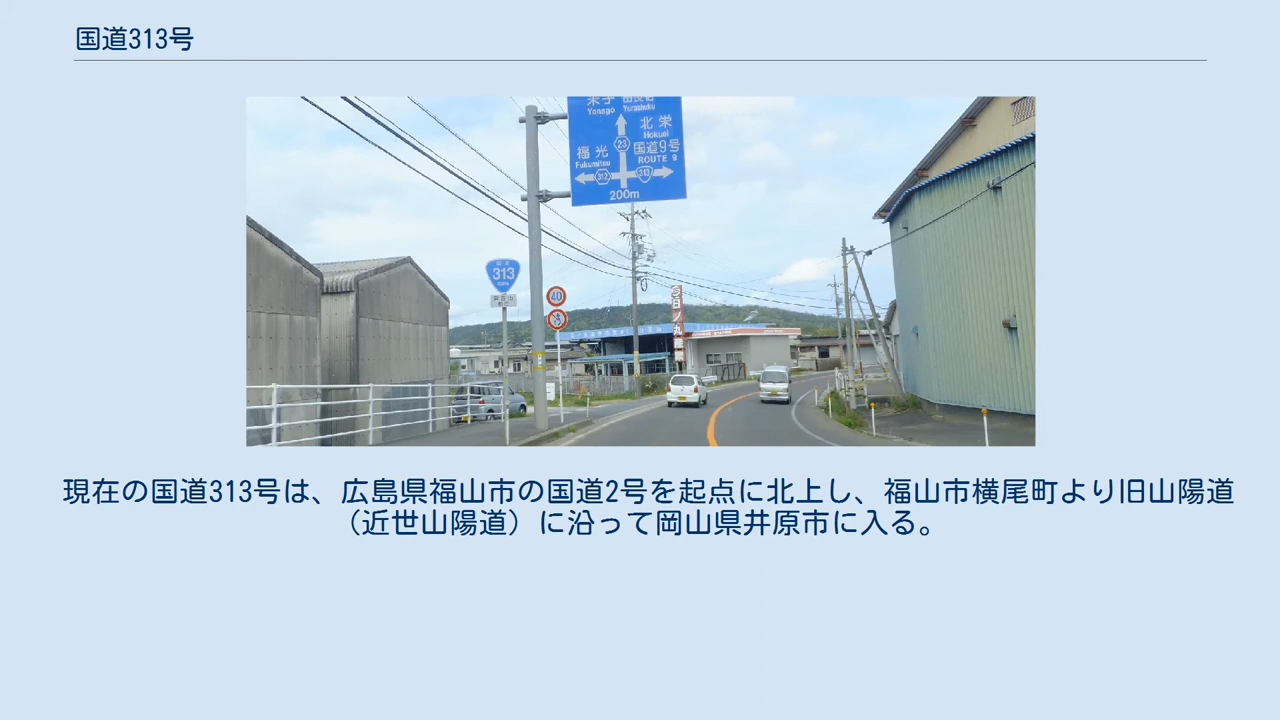 国道313号
米子
Yonago
由良宿
Yurashuku
北栄
Hokuei
23
福光
Fukumitsu
国道9号
ROUTE 9
312
313
200m
313
40
現在の国道313号は、広島県福山市の国道2号を起点に北上し、福山市横尾町より旧山陽道
（近世山陽道）に沿って岡山県井原市に入る。